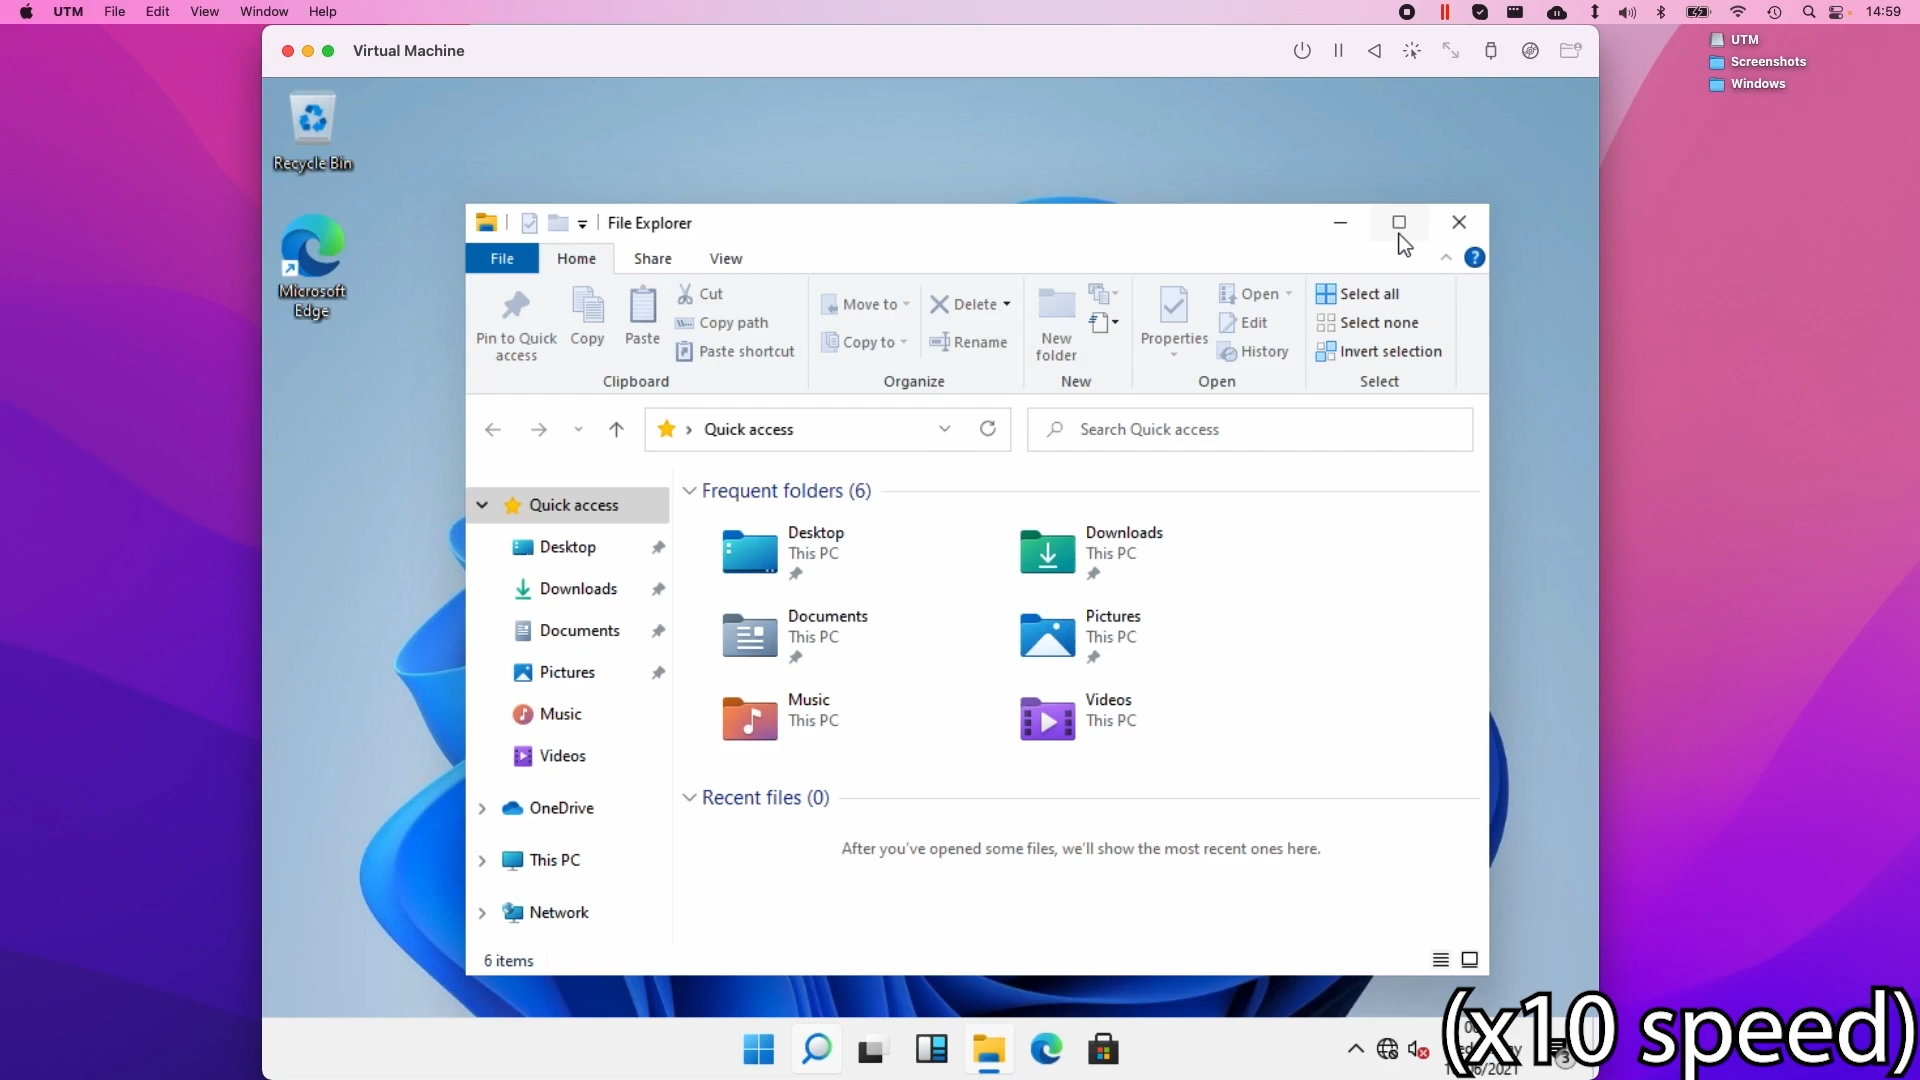 UTM File Edit View Window Help 14:59
Virtual Machine
UTM
Screenshots
Windows
Recycle Bin
Microsoft
Edge
File Explorer
File Home Share View
Pin to Quick
access
Copy
Paste
Cut
Copy path
Paste shortcut
Clipboard
Move to
Copy to
Delete
Rename
Organize
New
folder
New
Properties
Open
Edit
History
Open
Select all
Select none
Invert selection
Select
Quick access
Search Quick access
Quick access
Desktop
Downloads
Documents
Pictures
Music
Videos
OneDrive
This PC
Network
Frequent folders (6)
Desktop
This PC
Downloads
This PC
Documents
This PC
Pictures
This PC
Music
This PC
Videos
This PC
Recent files (0)
After you've opened some files, we'll show the most recent ones here.
6 items
(x10 speed)
3